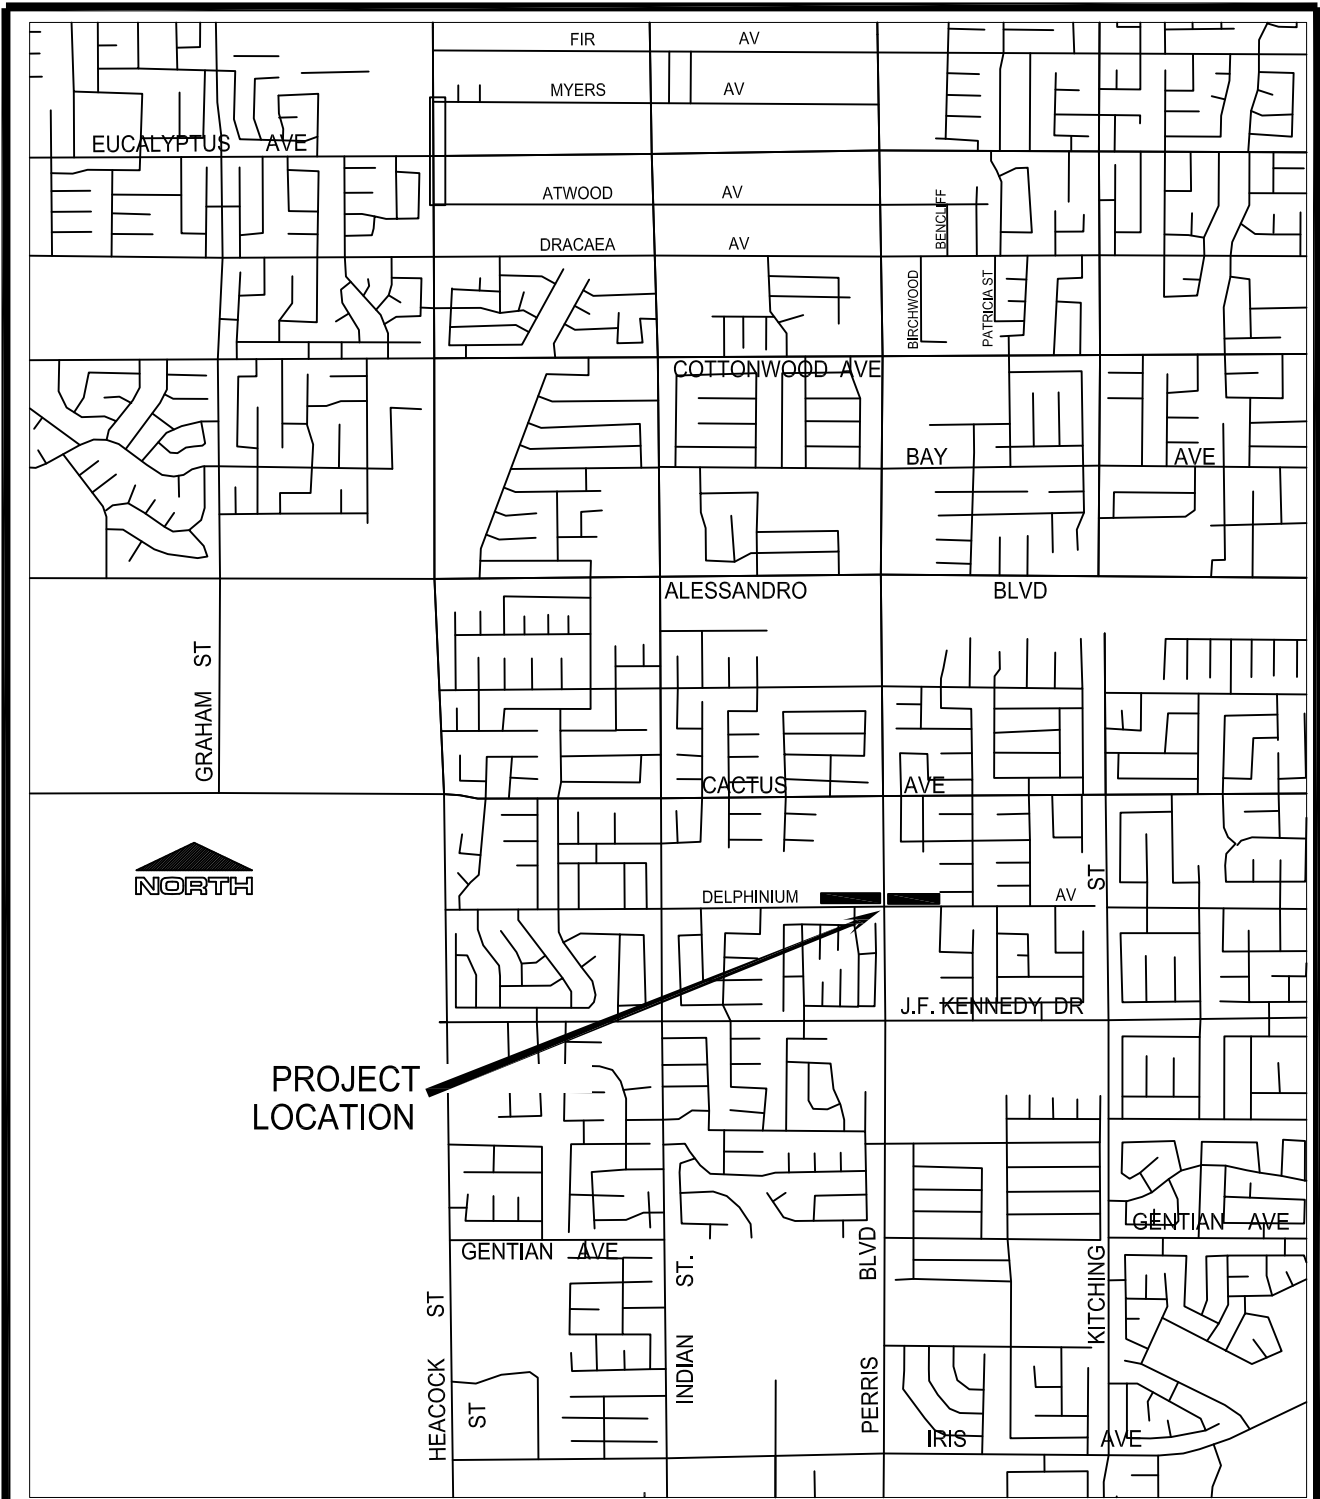 FIR AV
MYERS AV
EUCALYPTUS AVE
ATWOOD AV
BENCLIFF
DRACAEA AV
BIRCHWOOD
PATRICIA ST
COTTONWOOD AVE
BAY AVE
ALESSANDRO BLVD
GRAHAM ST
CACTUS AVE
NORTH
DELPHINIUM AV
ST
J.F. KENNEDY DR
PROJECT
LOCATION
GENTIAN AVE
GENTIAN AVE
HEACOCK ST
ST
INDIAN ST.
PERRIS BLVD
KITCHING
IRIS AVE